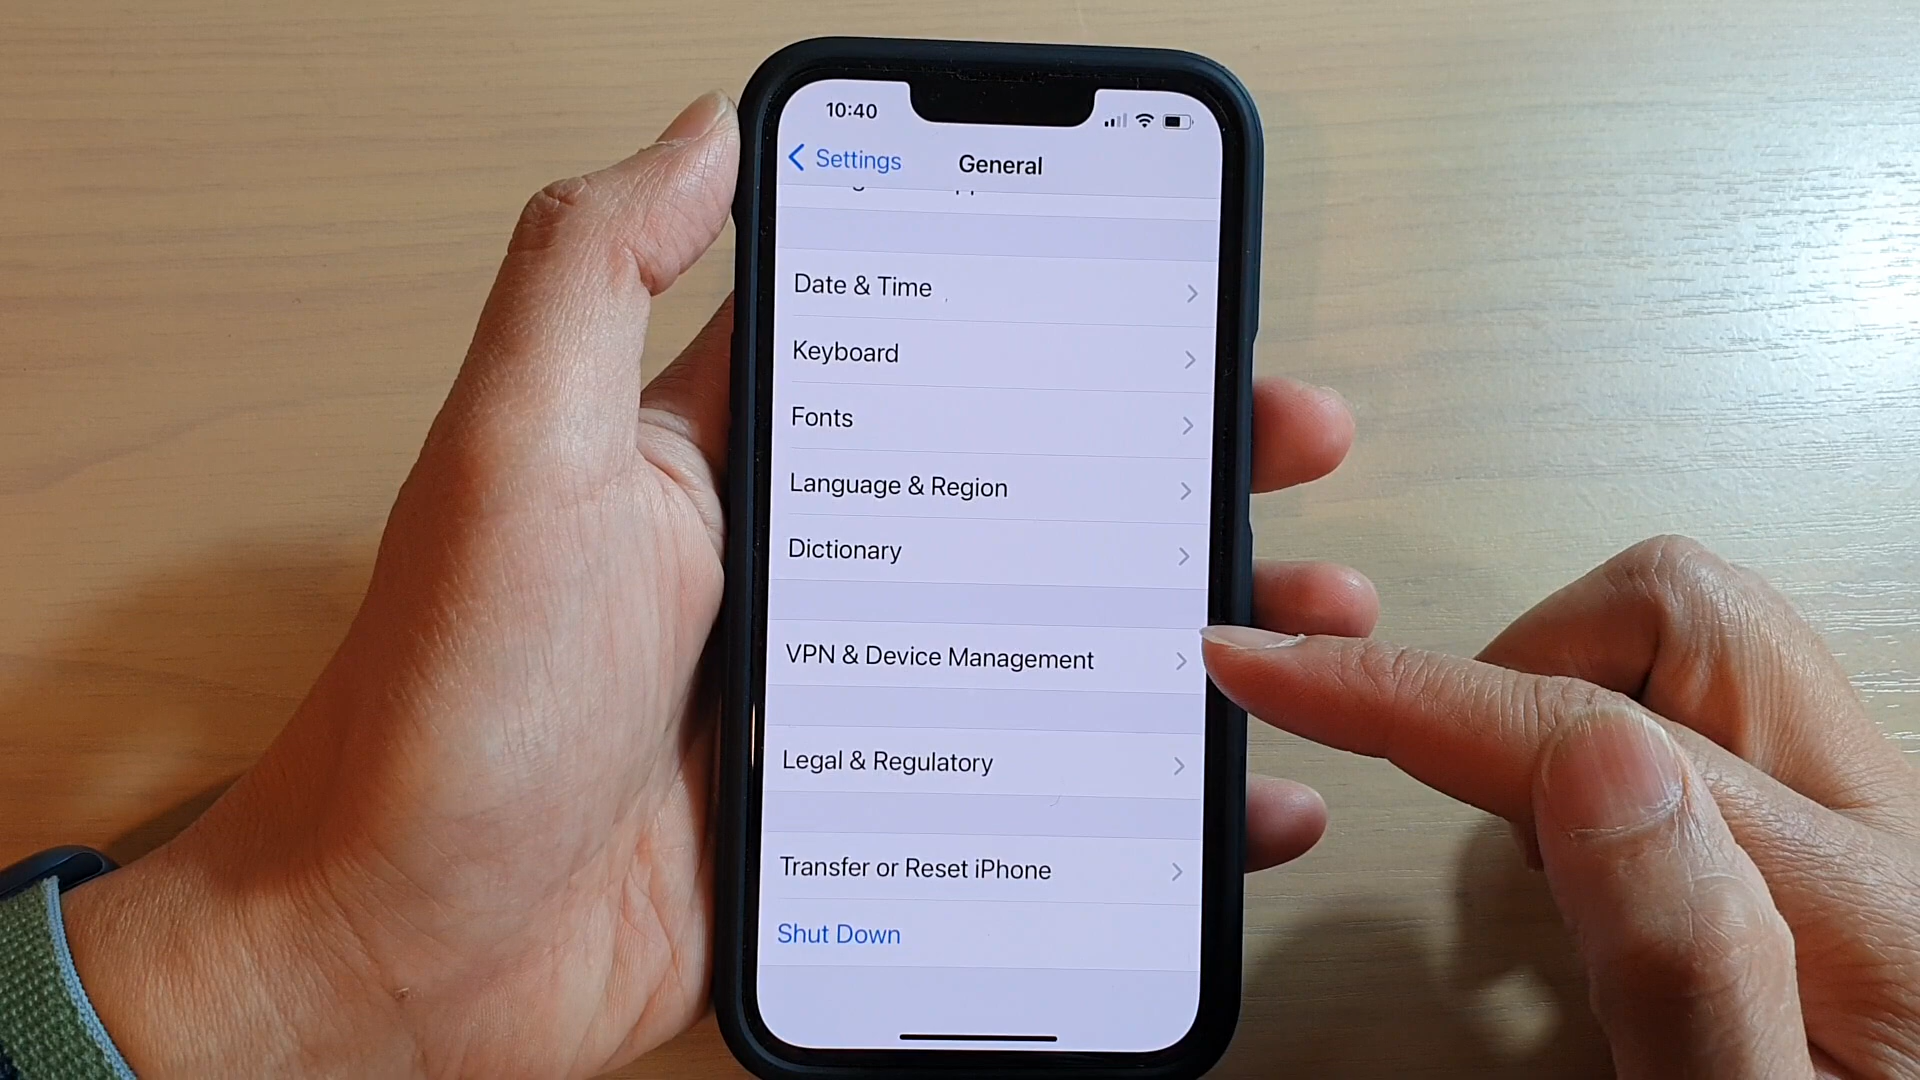 10:40
Settings
General
Date & Time
Keyboard
Fonts
Language & Region
Dictionary
VPN & Device Management
Legal & Regulatory
Transfer or Reset iPhone
Shut Down